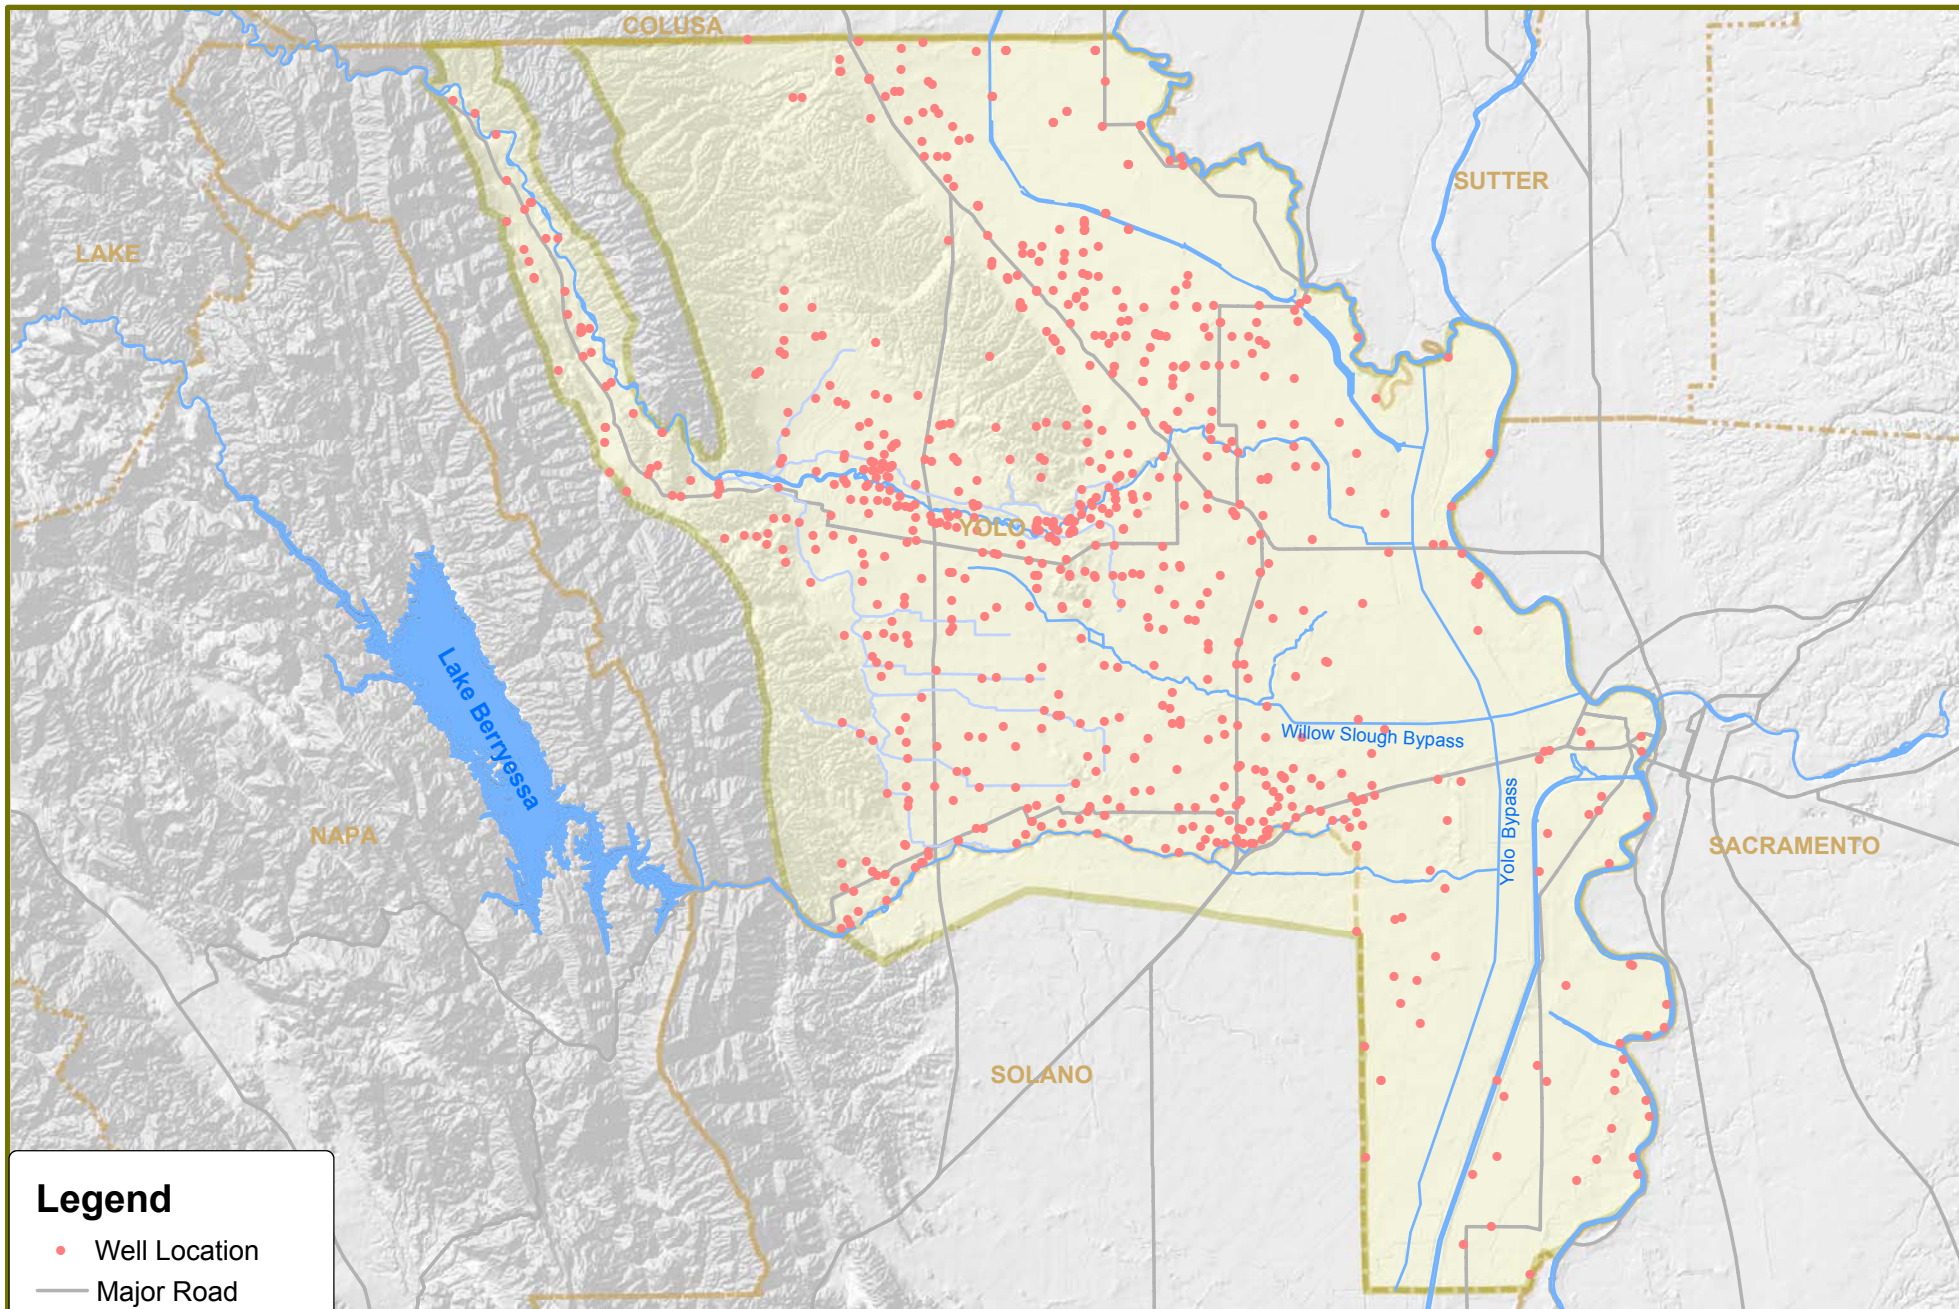 COLUSA
SUTTER
LAKE
YOLO
Lake Berryessa
Willow Slough Bypass
Yolo Bypass
NAPA
SACRAMENTO
SOLANO
Legend
Well Location
Major Road